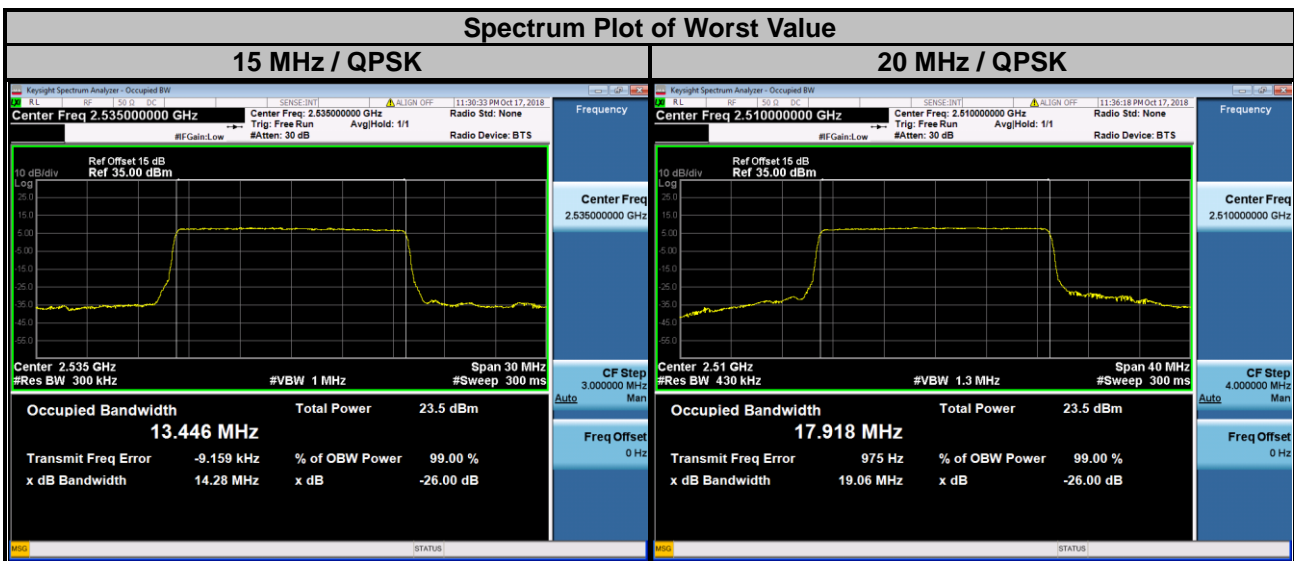 Spectrum Plot of Worst Value
15 MHz / QPSK
20 MHz / QPSK
Keysight Spectrum Analyzer - Occupied BW
RL RF 50 Ω DC SENSE:INT ALIGN OFF 11:30:33 PM Oct 17, 2018
Center Freq 2.535000000 GHz
Center Freq: 2.535000000 GHz Radio Std: None
Trig: Free Run Avg|Hold: 1/1
#IFGain:Low #Atten: 30 dB Radio Device: BTS
Ref Offset 15 dB
10 dB/div Ref 35.00 dBm
Log
25.0
15.0
5.00
-5.00
-15.0
-25.0
-35.0
-45.0
-55.0
Center 2.535 GHz Span 30 MHz
#Res BW 300 kHz #VBW 1 MHz #Sweep 300 ms
Occupied Bandwidth Total Power 23.5 dBm
13.446 MHz
Transmit Freq Error -9.159 kHz % of OBW Power 99.00 %
x dB Bandwidth 14.28 MHz x dB -26.00 dB
MSG STATUS
Frequency
Center Freq
2.535000000 GHz
CF Step
3.000000 MHz
Auto Man
Freq Offset
0 Hz
Keysight Spectrum Analyzer - Occupied BW
RL RF 50 Ω DC SENSE:INT ALIGN OFF 11:36:18 PM Oct 17, 2018
Center Freq 2.510000000 GHz
Center Freq: 2.510000000 GHz Radio Std: None
Trig: Free Run Avg|Hold: 1/1
#IFGain:Low #Atten: 30 dB Radio Device: BTS
Ref Offset 15 dB
10 dB/div Ref 35.00 dBm
Log
25.0
15.0
5.00
-5.00
-15.0
-25.0
-35.0
-45.0
-55.0
Center 2.51 GHz Span 40 MHz
#Res BW 430 kHz #VBW 1.3 MHz #Sweep 300 ms
Occupied Bandwidth Total Power 23.5 dBm
17.918 MHz
Transmit Freq Error 975 Hz % of OBW Power 99.00 %
x dB Bandwidth 19.06 MHz x dB -26.00 dB
MSG STATUS
Frequency
Center Freq
2.510000000 GHz
CF Step
4.000000 MHz
Auto Man
Freq Offset
0 Hz